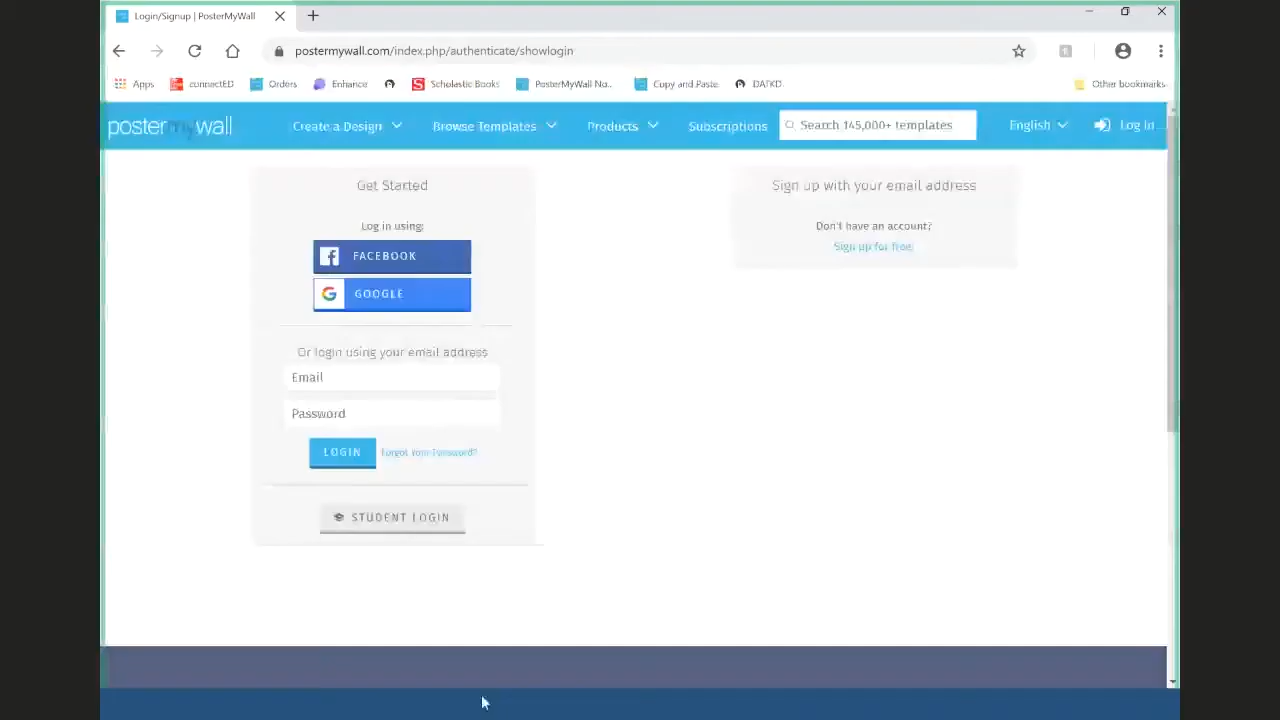 Login/Signup | PosterMyWall
postermywall.com/index.php/authenticate/showlogin
Apps connectED Orders Enhance Scholastic Books PosterMyWall No... Copy and Paste DAFKD Other bookmarks
postermywall Create a Design Browse Templates Products Subscriptions Search 145,000+ templates English Log In
Get Started
Log in using:
FACEBOOK
GOOGLE
Or login using your email address
Email
Password
LOGIN Forgot Your Password?
STUDENT LOGIN
Sign up with your email address
Don't have an account?
Sign up for free